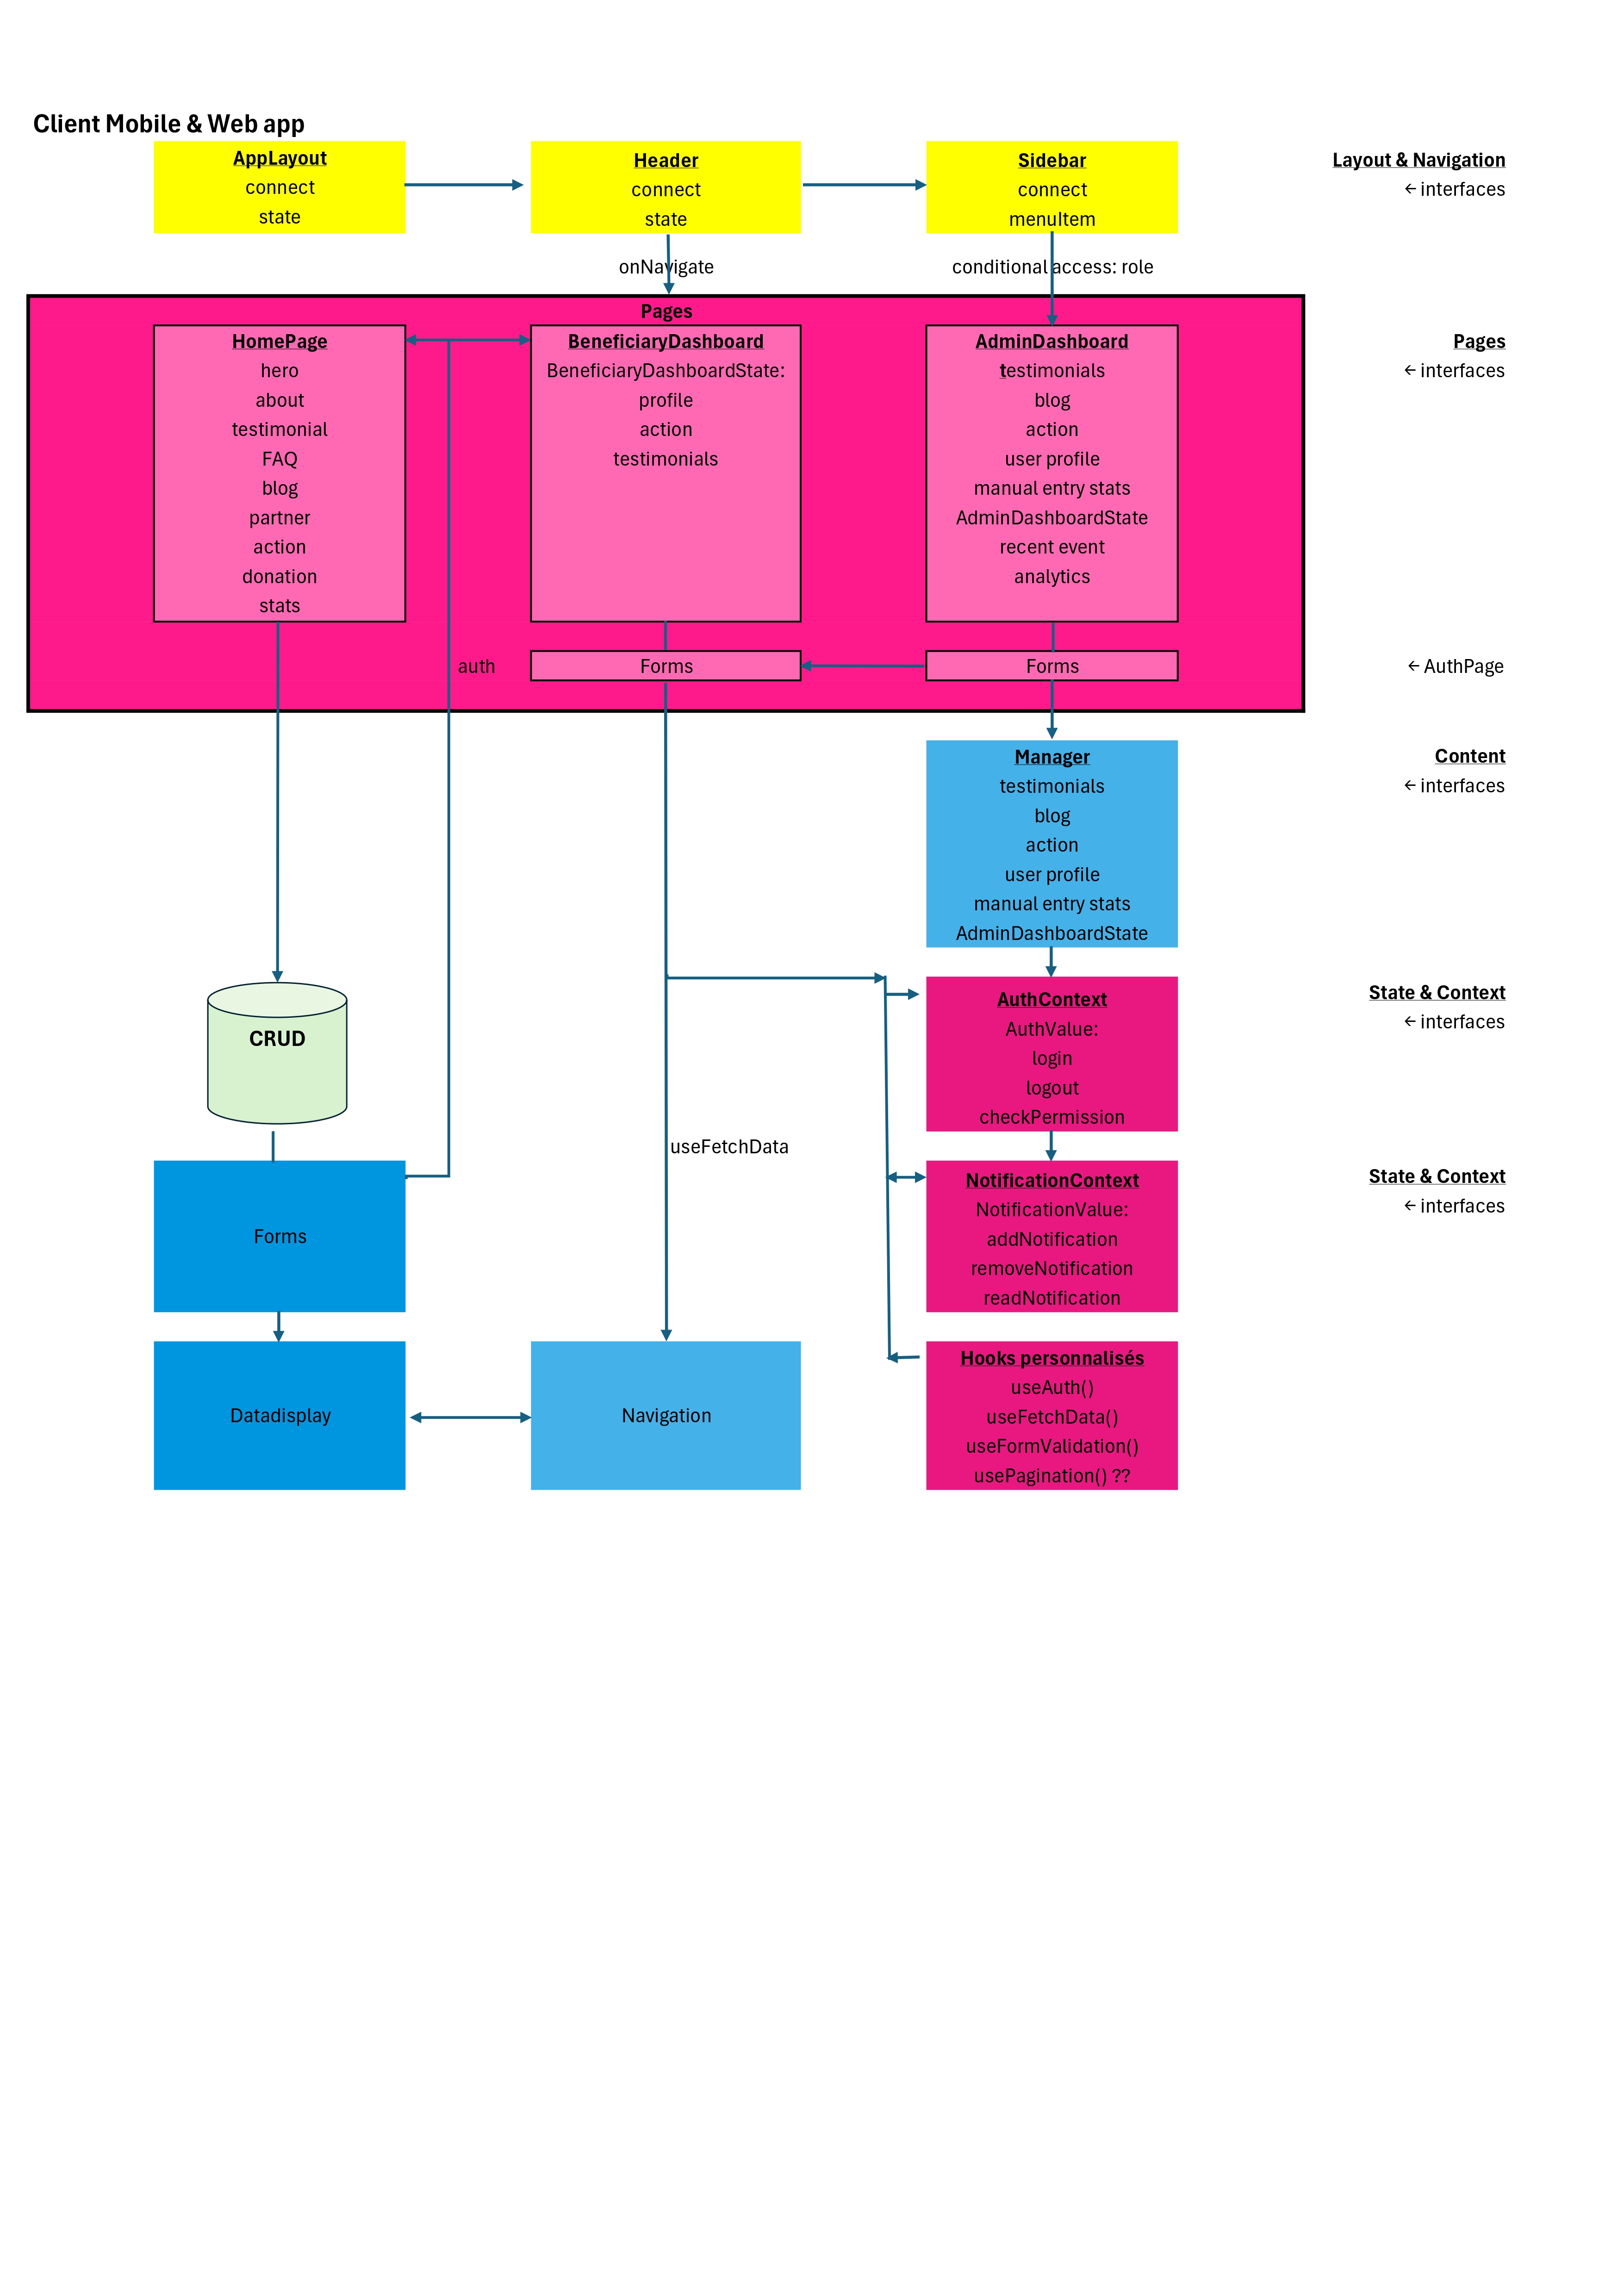 Client Mobile & Web app
AppLayout
connect
state
Header
connect
state
Sidebar
connect
menuItem
Layout & Navigation
← interfaces
onNavigate
conditional access: role
Pages
HomePage
hero
about
testimonial
FAQ
blog
partner
action
donation
stats
BeneficiaryDashboard
BeneficiaryDashboardState:
profile
action
testimonials
AdminDashboard
testimonials
blog
action
user profile
manual entry stats
AdminDashboardState
recent event
analytics
Pages
← interfaces
auth
Forms
Forms
← AuthPage
Manager
testimonials
blog
action
user profile
manual entry stats
AdminDashboardState
Content
← interfaces
CRUD
AuthContext
AuthValue:
login
logout
checkPermission
State & Context
← interfaces
useFetchData
Forms
NotificationContext
NotificationValue:
addNotification
removeNotification
readNotification
State & Context
← interfaces
Datadisplay
Navigation
Hooks personnalisés
useAuth()
useFetchData()
useFormValidation()
usePagination() ??